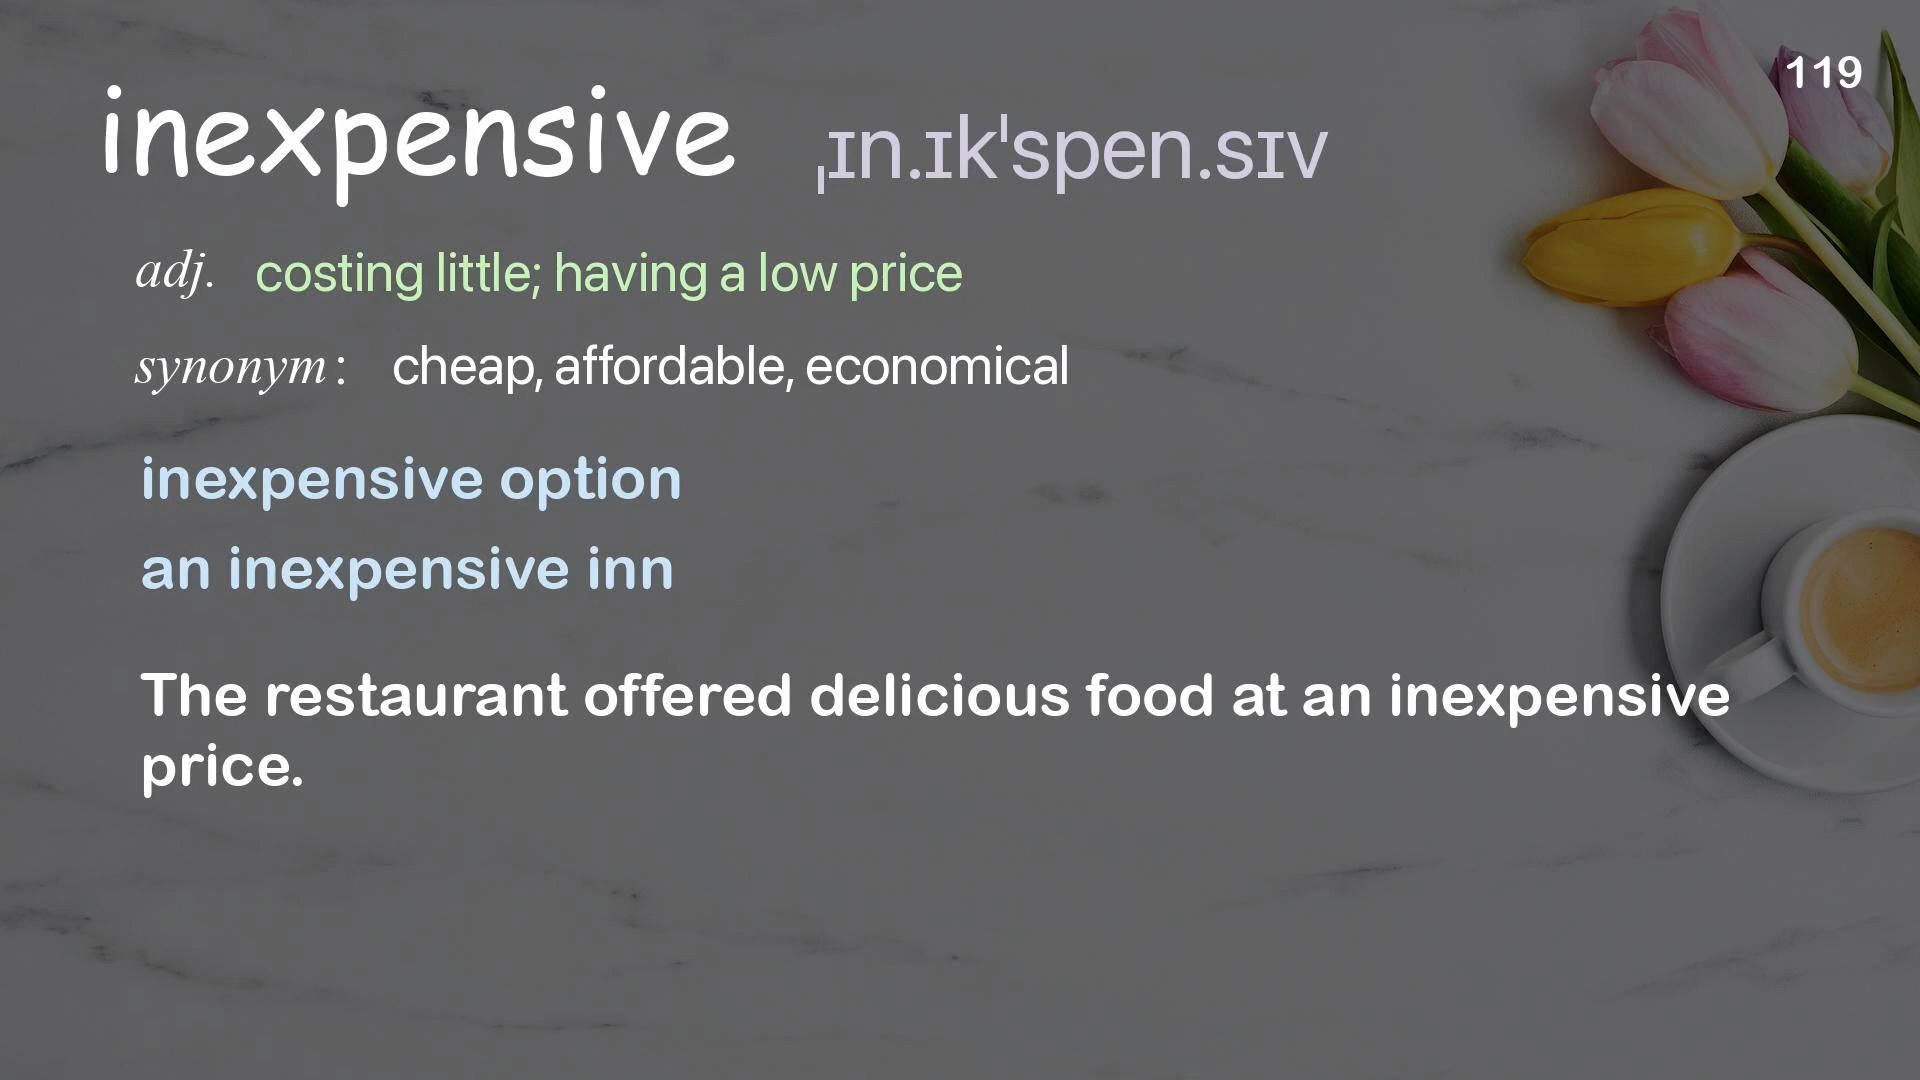 119
inexpensive ˌɪn.ɪkˈspen.sɪv
adj. costing little; having a low price
synonym: cheap, affordable, economical
inexpensive option
an inexpensive inn
The restaurant offered delicious food at an inexpensive
price.